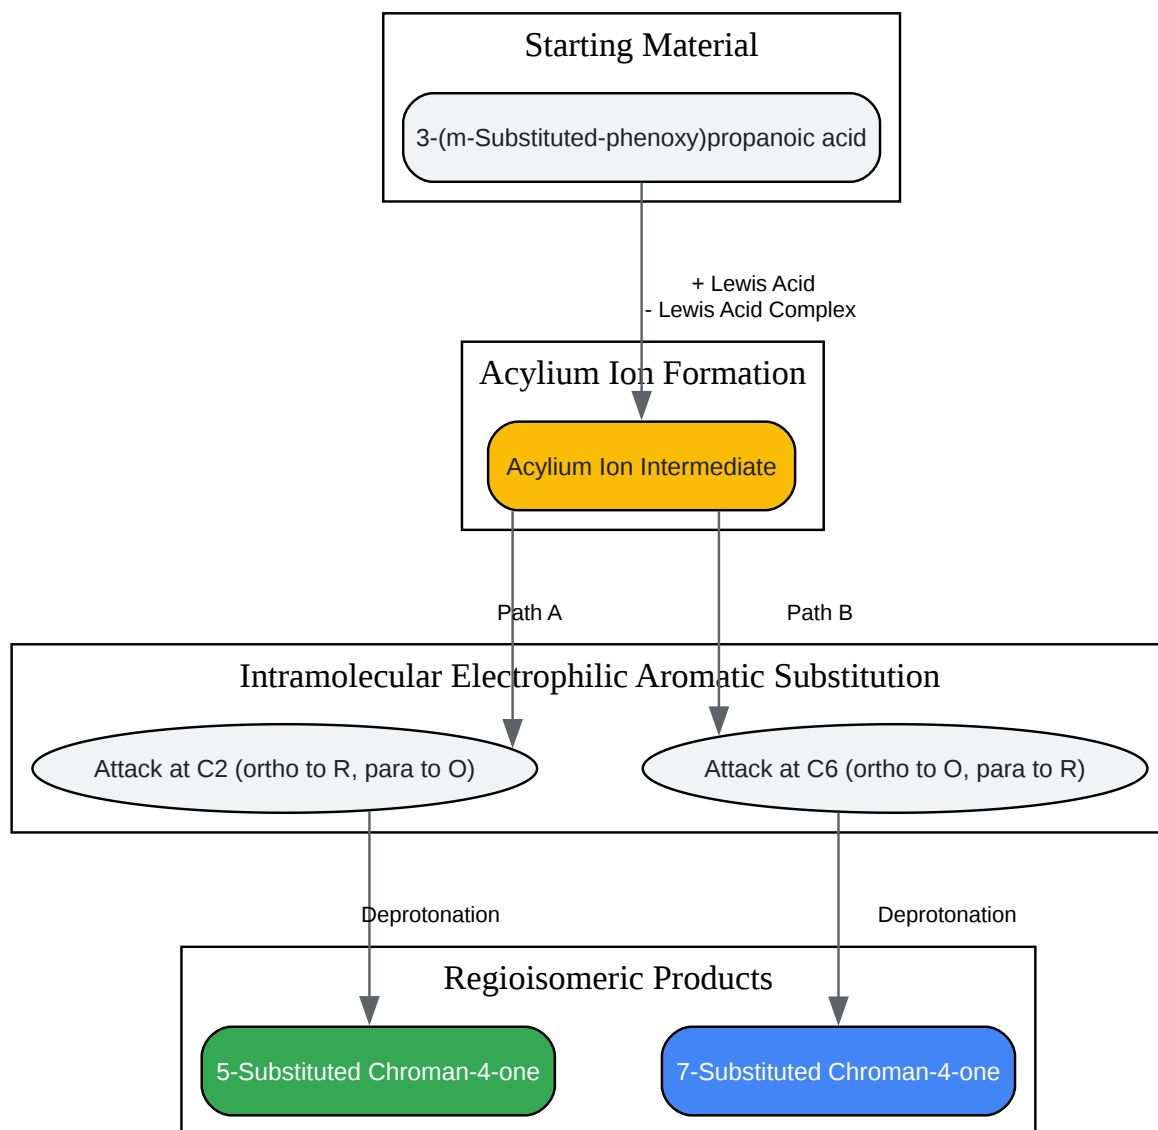 Starting Material
3-(m-Substituted-phenoxy)propanoic acid
+ Lewis Acid
- Lewis Acid Complex
Acylium Ion Formation
Acylium Ion Intermediate
Path A
Path B
Intramolecular Electrophilic Aromatic Substitution
Attack at C2 (ortho to R, para to O)
Attack at C6 (ortho to O, para to R)
Deprotonation
Deprotonation
Regioisomeric Products
5-Substituted Chroman-4-one
7-Substituted Chroman-4-one